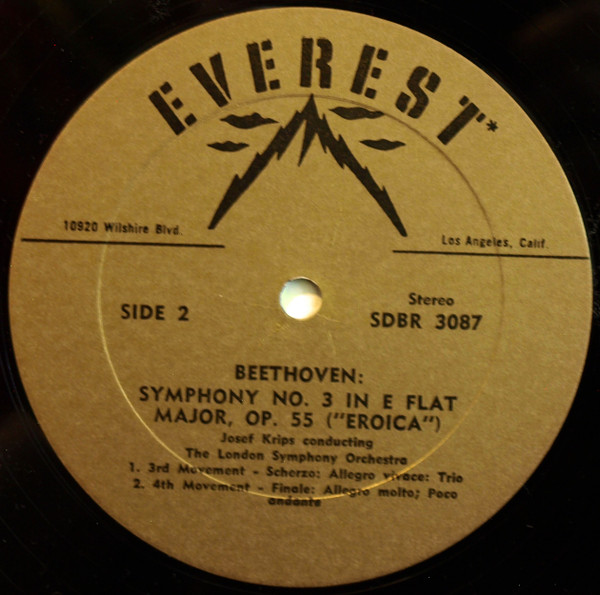 EVEREST*
10920 Wilshire Blvd.
Los Angeles, Calif.
SIDE 2
Stereo
SDBR 3087
BEETHOVEN:
SYMPHONY NO. 3 IN E FLAT
MAJOR, OP. 55 ("EROICA")
Josef Krips conducting
The London Symphony Orchestra
1. 3rd Movement - Scherzo: Allegro vivace: Trio
2. 4th Movement - Finale: Allegro molto; Poco
andante